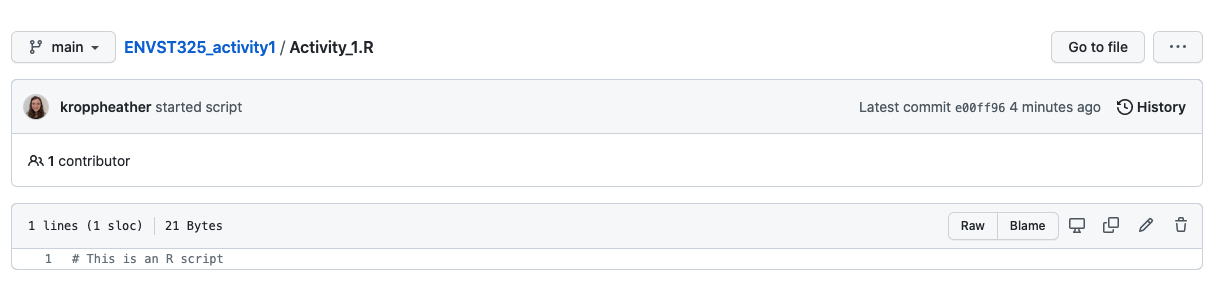 main ENVST325_activity1 / Activity_1.R Go to file ...
kroppheather started script Latest commit e00ff96 4 minutes ago History
1 contributor
1 lines (1 sloc) 21 Bytes Raw Blame
1 # This is an R script